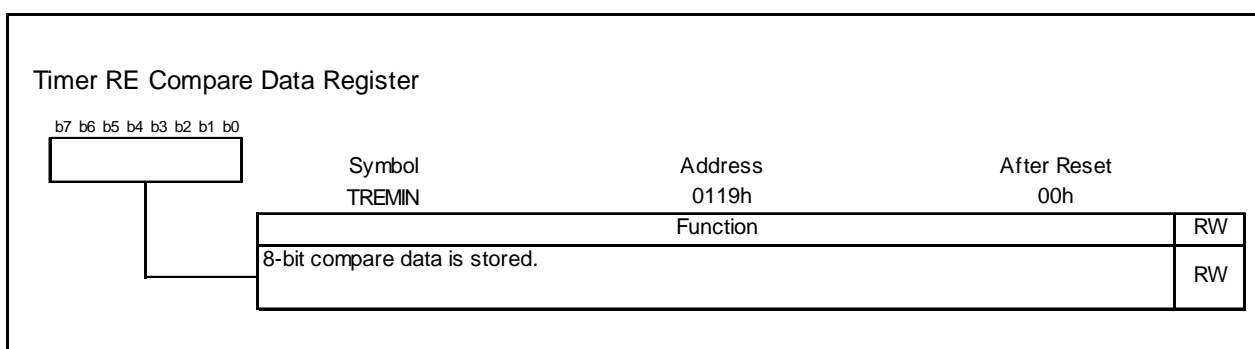 Timer RE Compare Data Register
b7 b6 b5 b4 b3 b2 b1 b0
Symbol Address After Reset
TREMIN 0119h 00h
Function RW
8-bit compare data is stored.
RW